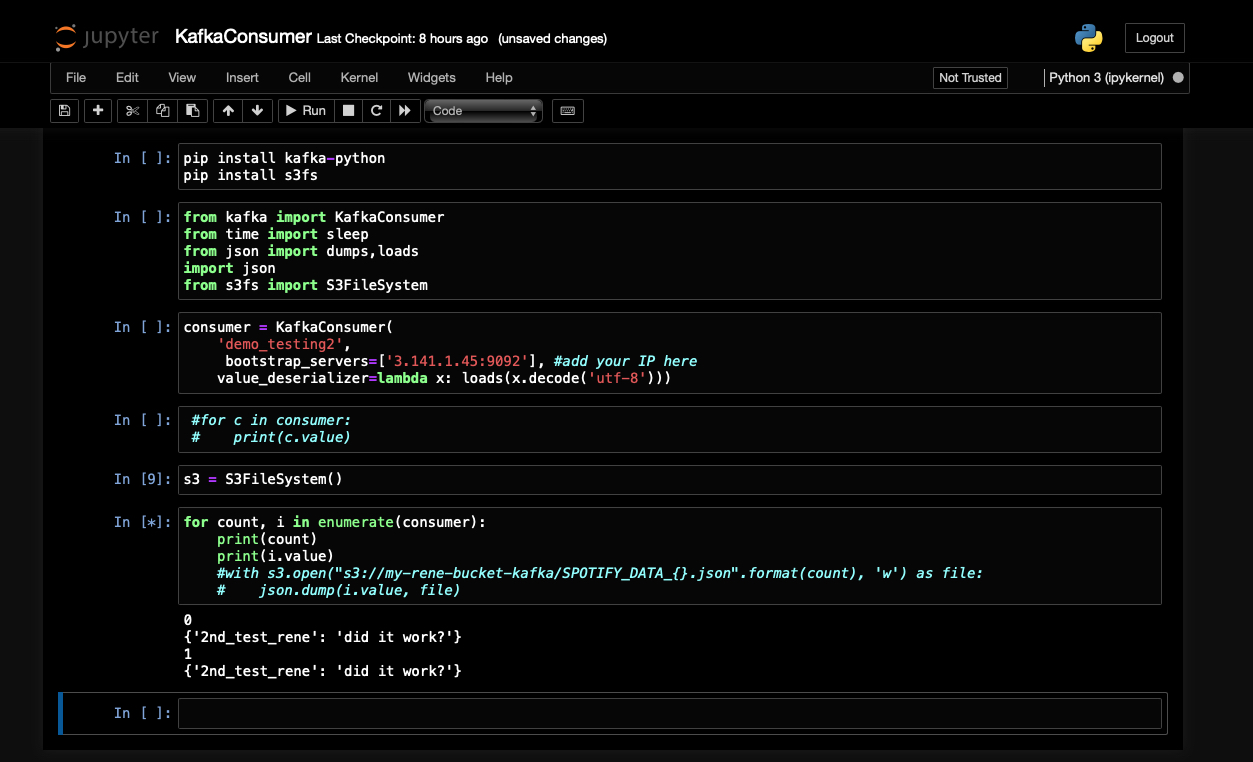 jupyter KafkaConsumer Last Checkpoint: 8 hours ago (unsaved changes) Logout
File Edit View Insert Cell Kernel Widgets Help Not Trusted Python 3 (ipykernel)
Run Code
In [ ]: pip install kafka-python
pip install s3fs
In [ ]: from kafka import KafkaConsumer
from time import sleep
from json import dumps,loads
import json
from s3fs import S3FileSystem
In [ ]: consumer = KafkaConsumer(
    'demo_testing2',
     bootstrap_servers=['3.141.1.45:9092'], #add your IP here
    value_deserializer=lambda x: loads(x.decode('utf-8')))
In [ ]: #for c in consumer:
#    print(c.value)
In [9]: s3 = S3FileSystem()
In [*]: for count, i in enumerate(consumer):
    print(count)
    print(i.value)
    #with s3.open("s3://my-rene-bucket-kafka/SPOTIFY_DATA_{}.json".format(count), 'w') as file:
    #    json.dump(i.value, file)
0
{'2nd_test_rene': 'did it work?'}
1
{'2nd_test_rene': 'did it work?'}
In [ ]: